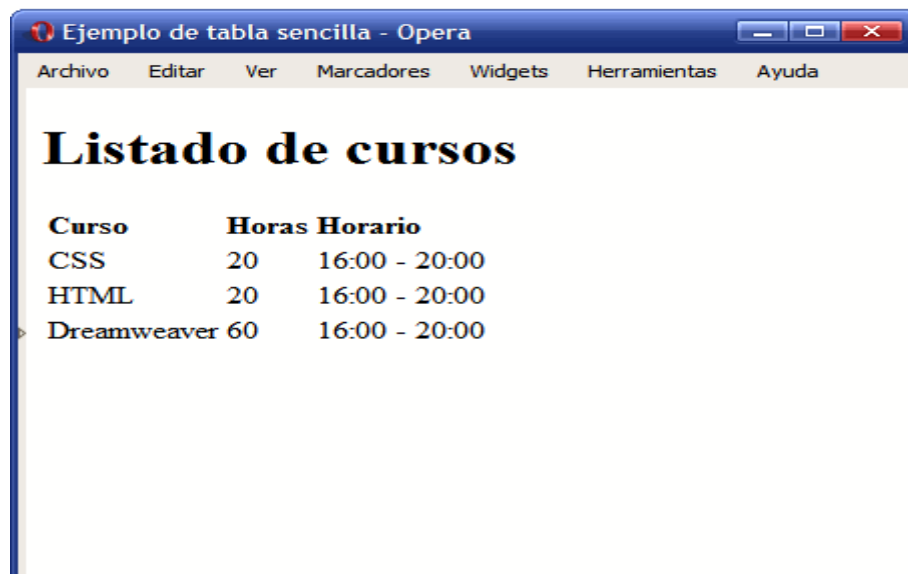 Ejemplo de tabla sencilla - Opera
Archivo Editar Ver Marcadores Widgets Herramientas Ayuda
Listado de cursos
Curso Horas Horario
CSS 20 16:00 - 20:00
HTML 20 16:00 - 20:00
Dreamweaver 60 16:00 - 20:00